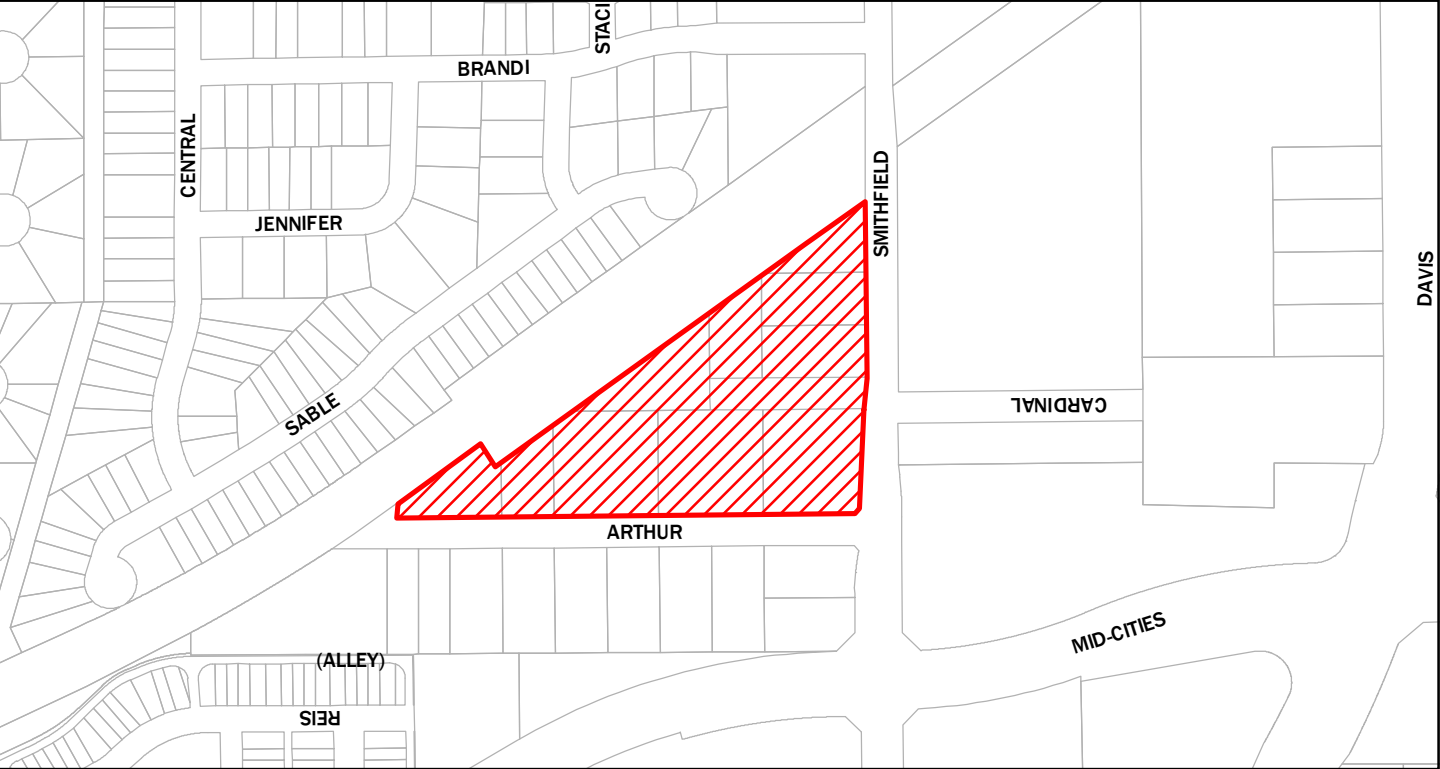 STACI
BRANDI
CENTRAL
SMITHFIELD
JENNIFER
DAVIS
SABLE
CARDINAL
ARTHUR
MID-CITIES
(ALLEY)
REIS